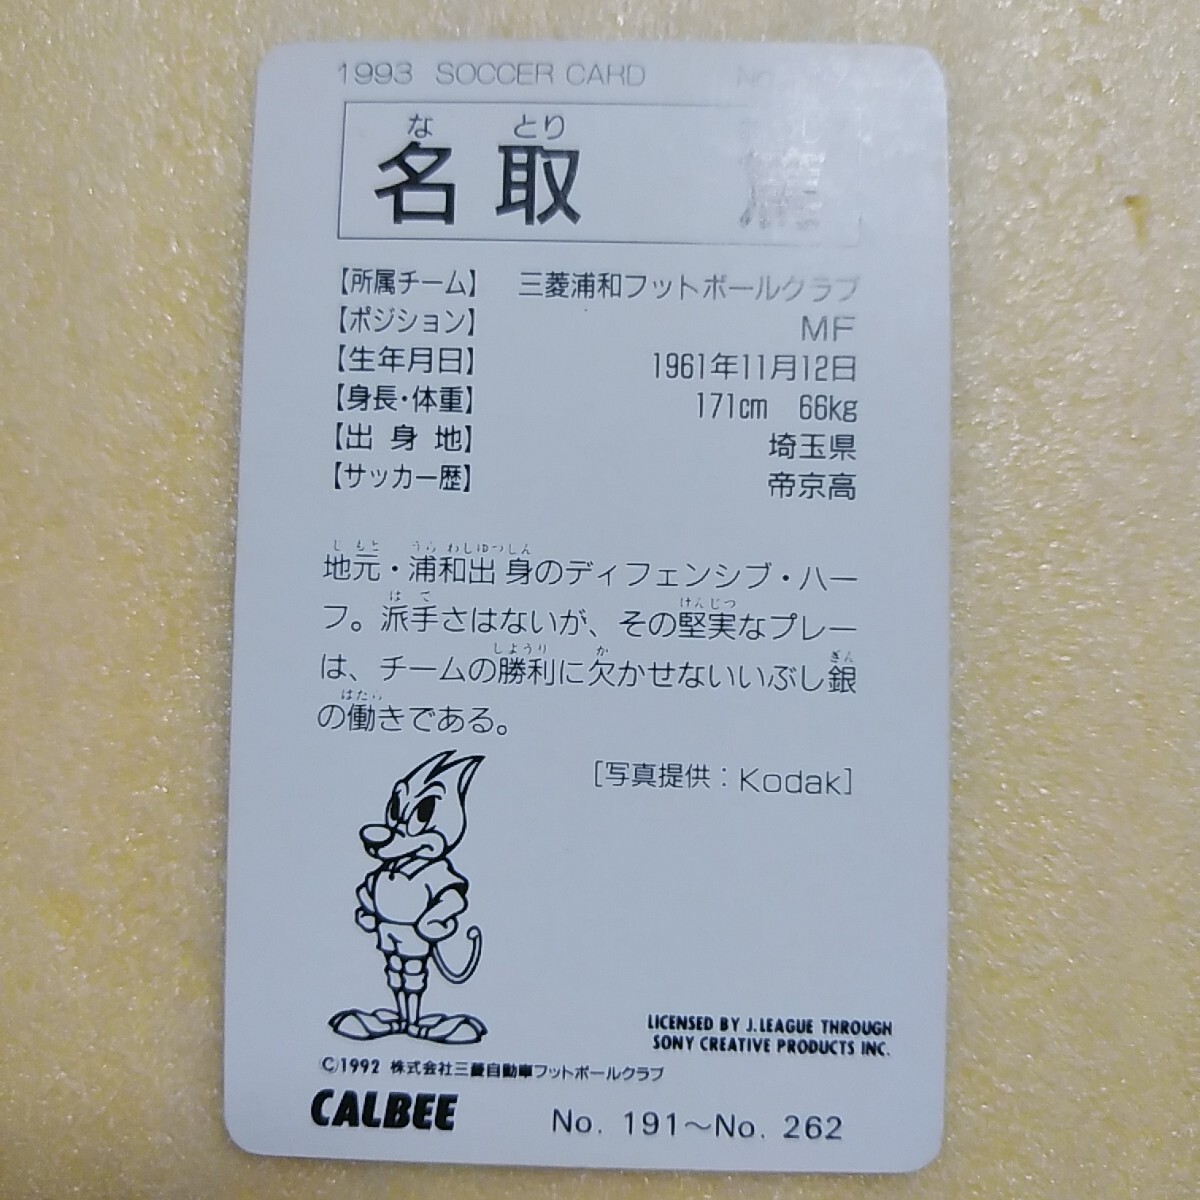 1993 SOCCER CARD No.
な とり
名取
【所属チーム】 三菱浦和フットボールクラブ
【ポジション】 MF
【生年月日】 1961年11月12日
【身長・体重】 171cm 66kg
【出身地】 埼玉県
【サッカー歴】 帝京高
じもと うらわしゅっしん
地元・浦和出身のディフェンシブ・ハー
はで けんじつ
フ。派手さはないが、その堅実なプレー
しょうり か ぎん
は、チームの勝利に欠かせないいぶし銀
はたら
の働きである。
[写真提供：Kodak]
LICENSED BY J.LEAGUE THROUGH
SONY CREATIVE PRODUCTS INC.
©1992 株式会社三菱自動車フットボールクラブ
CALBEE No. 191〜No. 262